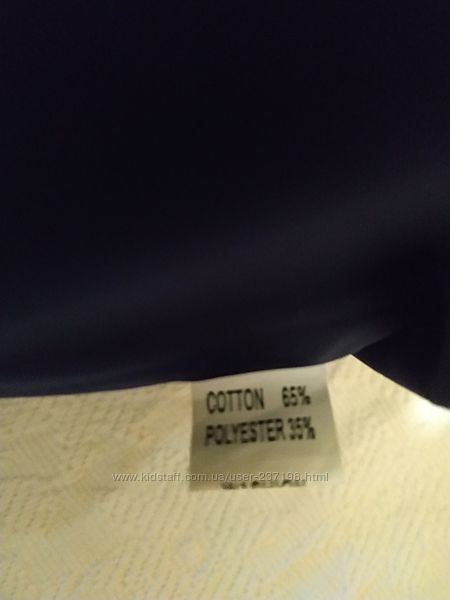 COTTON 65%
POLYESTER 35%
www.kidstaff.com.ua/user-237198.html